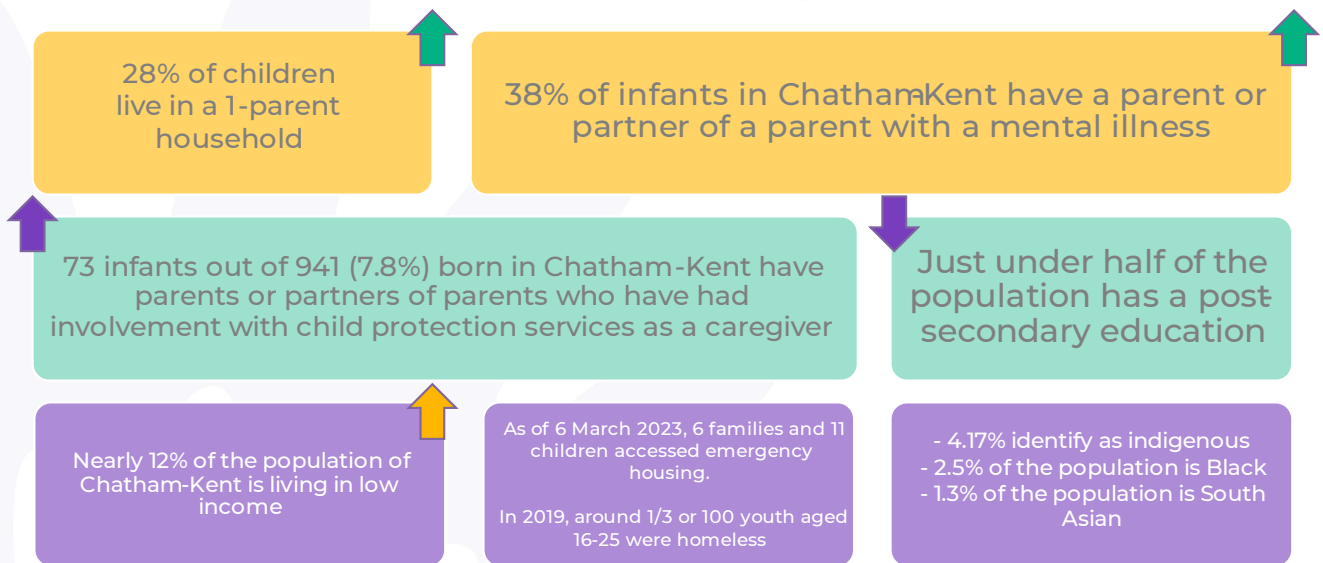 28% of children
live in a 1-parent
household
38% of infants in Chatham-Kent have a parent or
partner of a parent with a mental illness
73 infants out of 941 (7.8%) born in Chatham-Kent have
parents or partners of parents who have had
involvement with child protection services as a caregiver
Just under half of the
population has a post-
secondary education
Nearly 12% of the population of
Chatham-Kent is living in low
income
As of 6 March 2023, 6 families and 11
children accessed emergency
housing.
In 2019, around 1/3 or 100 youth aged
16-25 were homeless
- 4.17% identify as indigenous
- 2.5% of the population is Black
- 1.3% of the population is South
Asian